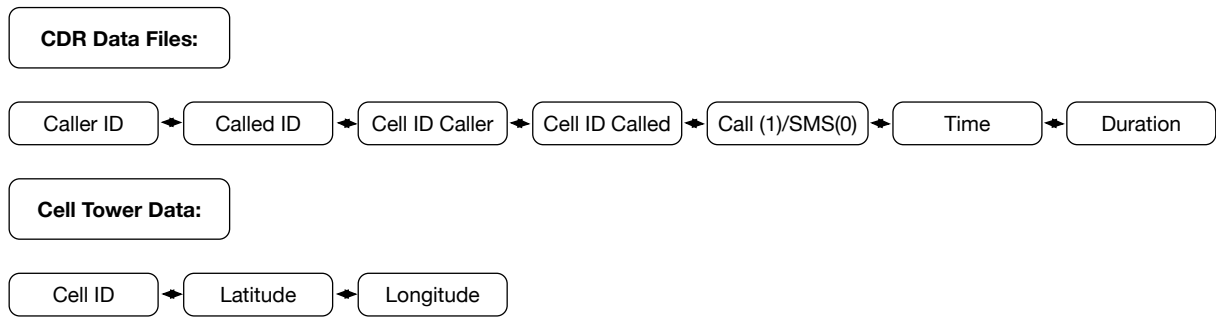 CDR Data Files:
Caller ID Called ID Cell ID Caller Cell ID Called Call (1)/SMS(0) Time Duration
Cell Tower Data:
Cell ID Latitude Longitude